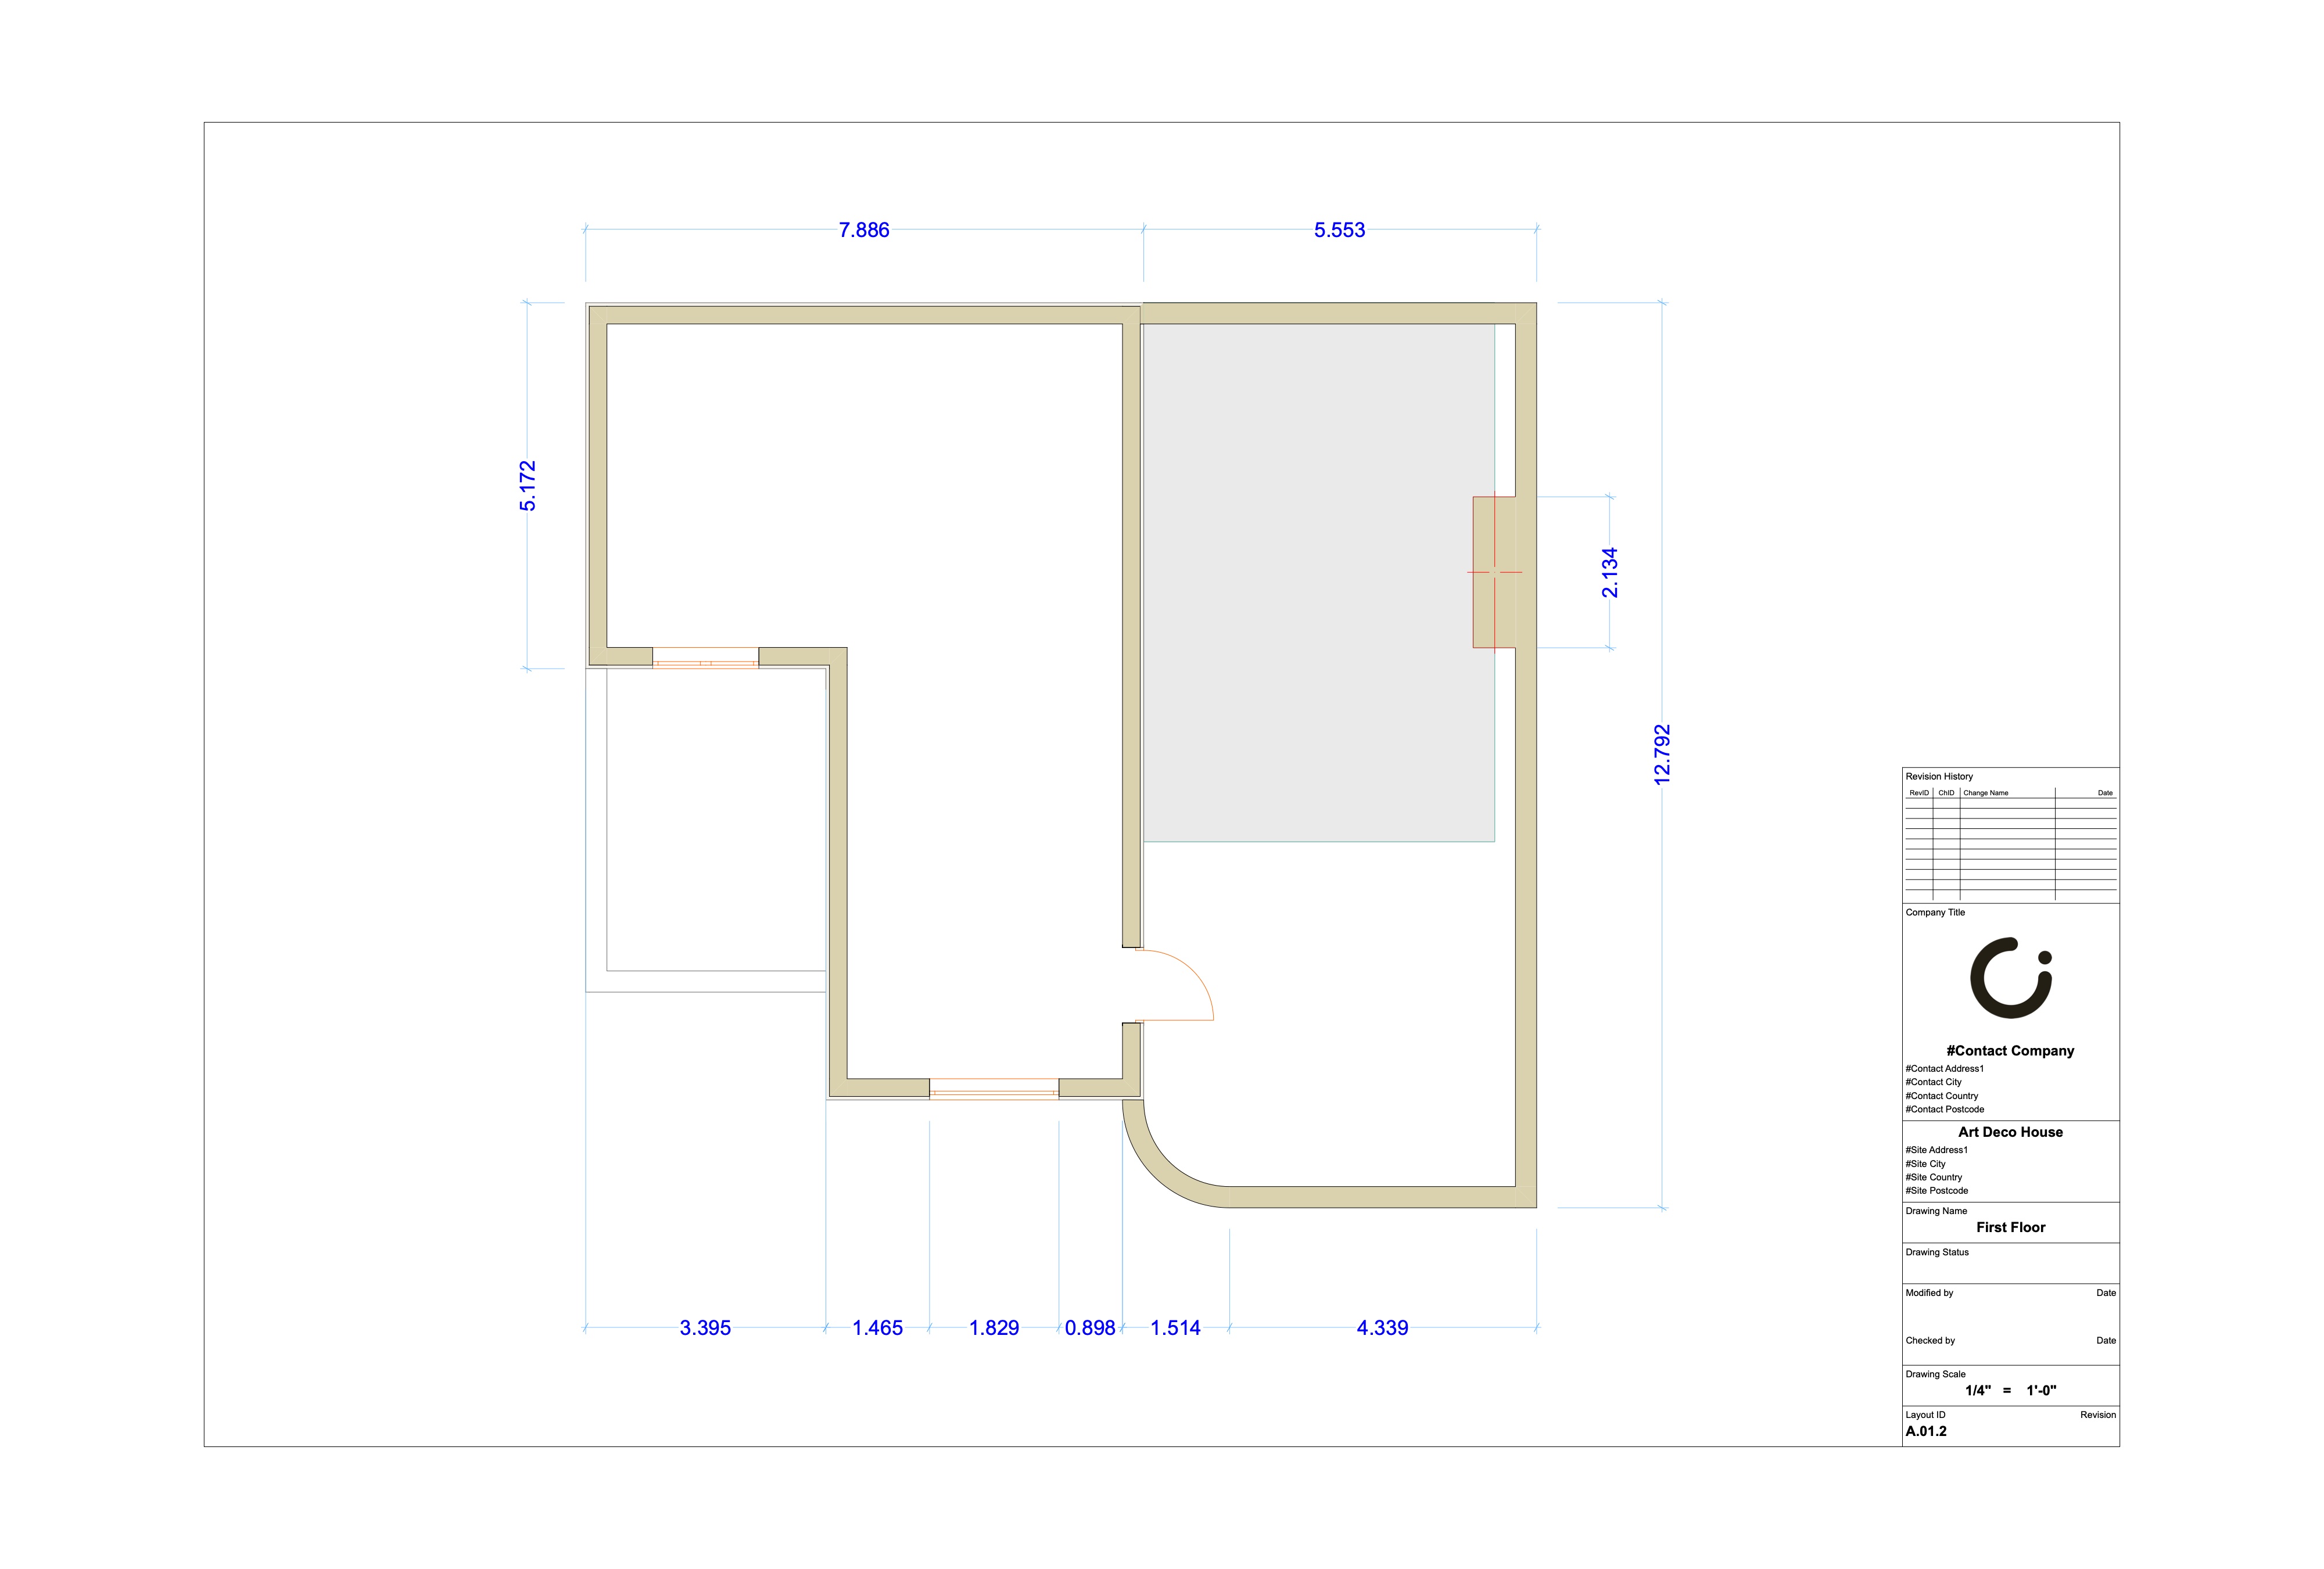 7.886
5.553
5.172
2.134
12.792
3.395
1.465
1.829
0.898
1.514
4.339
Revision History
RevID ChID Change Name Date
Company Title
#Contact Company
#Contact Address1
#Contact City
#Contact Country
#Contact Postcode
Art Deco House
#Site Address1
#Site City
#Site Country
#Site Postcode
Drawing Name
First Floor
Drawing Status
Modified by Date
Checked by Date
Drawing Scale
1/4" = 1'-0"
Layout ID Revision
A.01.2